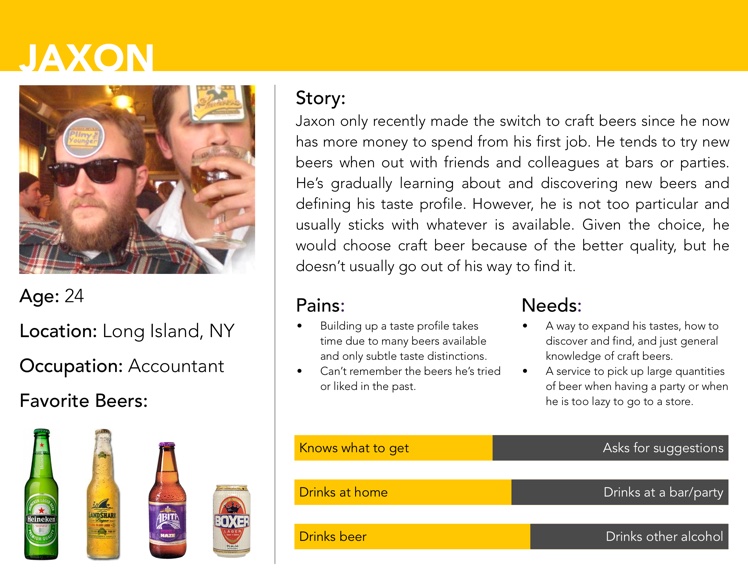 JAXON
Pliny
Younger
Age: 24
Location: Long Island, NY
Occupation: Accountant
Favorite Beers:
Heineken
LANDSHARK
ABITA
HAZE
BOXER
LAGER
Story:
Jaxon only recently made the switch to craft beers since he now
has more money to spend from his first job. He tends to try new
beers when out with friends and colleagues at bars or parties.
He’s gradually learning about and discovering new beers and
defining his taste profile. However, he is not too particular and
usually sticks with whatever is available. Given the choice, he
would choose craft beer because of the better quality, but he
doesn’t usually go out of his way to find it.
Pains:
• Building up a taste profile takes
time due to many beers available
and only subtle taste distinctions.
• Can’t remember the beers he’s tried
or liked in the past.
Needs:
• A way to expand his tastes, how to
discover and find, and just general
knowledge of craft beers.
• A service to pick up large quantities
of beer when having a party or when
he is too lazy to go to a store.
Knows what to get Asks for suggestions
Drinks at home Drinks at a bar/party
Drinks beer Drinks other alcohol